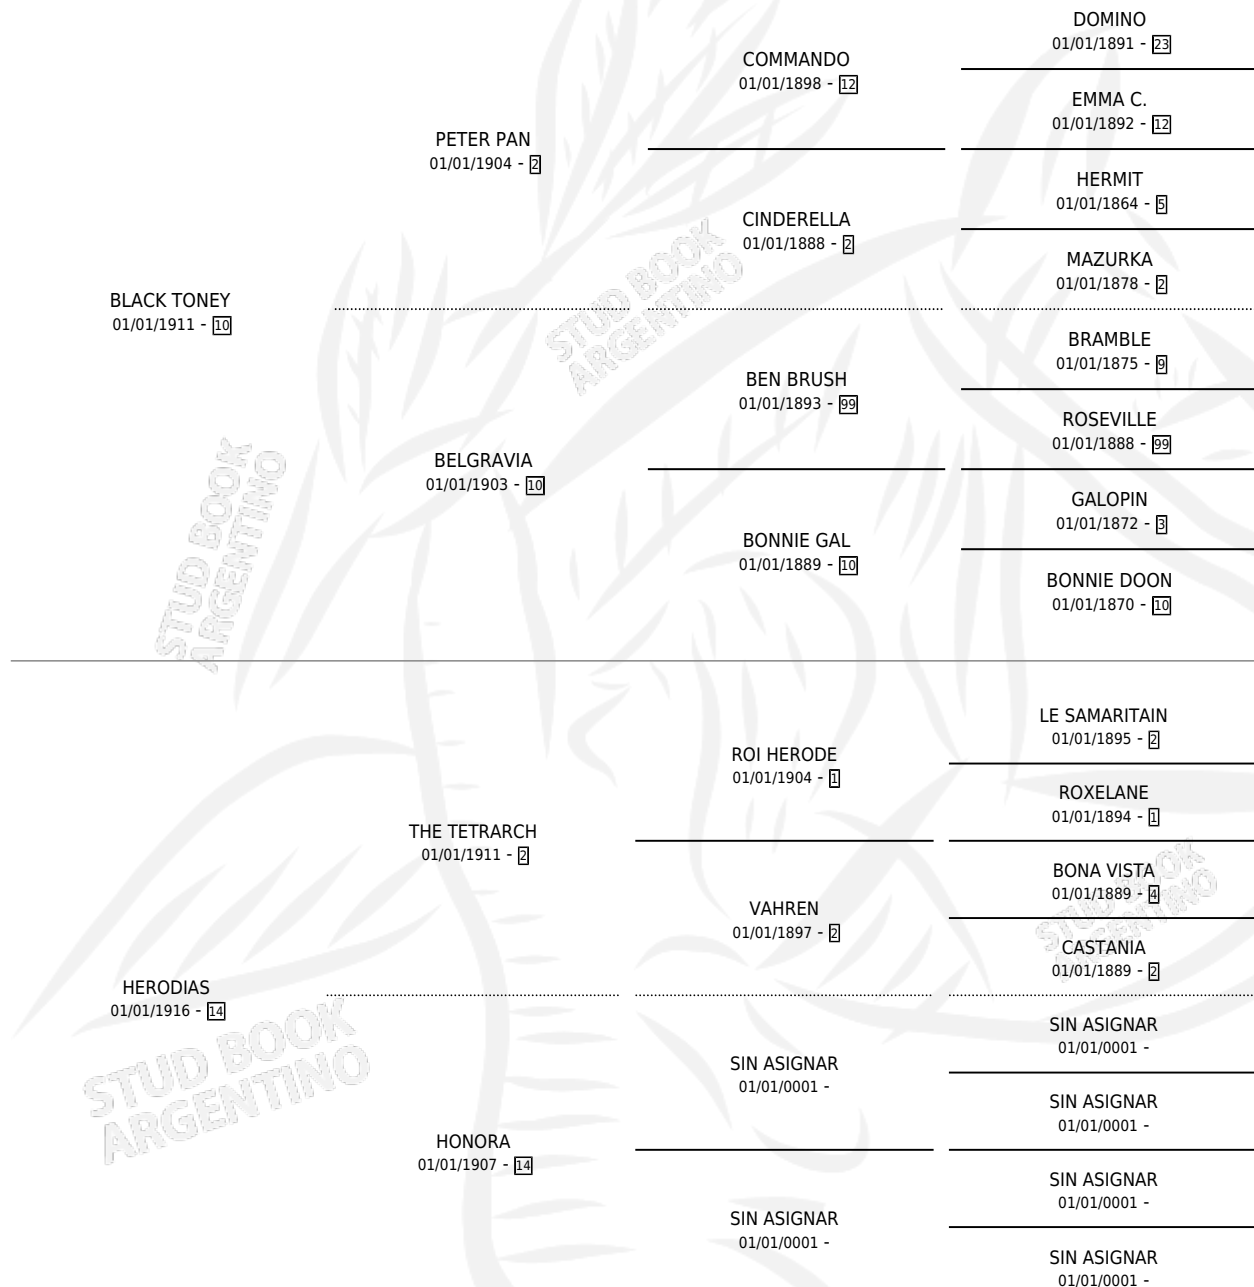 DOMINO
01/01/1891 - 23
COMMANDO
01/01/1898 - 12
EMMA C.
01/01/1892 - 12
PETER PAN
01/01/1904 - 2
HERMIT
01/01/1864 - 5
CINDERELLA
01/01/1888 - 2
MAZURKA
01/01/1878 - 2
BLACK TONEY
01/01/1911 - 10
BRAMBLE
01/01/1875 - 9
BEN BRUSH
01/01/1893 - 99
ROSEVILLE
01/01/1888 - 99
BELGRAVIA
01/01/1903 - 10
GALOPIN
01/01/1872 - 3
BONNIE GAL
01/01/1889 - 10
BONNIE DOON
01/01/1870 - 10
LE SAMARITAIN
01/01/1895 - 2
ROI HERODE
01/01/1904 - 1
ROXELANE
01/01/1894 - 1
THE TETRARCH
01/01/1911 - 2
BONA VISTA
01/01/1889 - 4
VAHREN
01/01/1897 - 2
CASTANIA
01/01/1889 - 2
HERODIAS
01/01/1916 - 14
SIN ASIGNAR
01/01/0001 -
SIN ASIGNAR
01/01/0001 -
SIN ASIGNAR
01/01/0001 -
HONORA
01/01/1907 - 14
SIN ASIGNAR
01/01/0001 -
SIN ASIGNAR
01/01/0001 -
SIN ASIGNAR
01/01/0001 -
STUD BOOK
ARGENTINO
STUD BOOK
ARGENTINO
STUD BOOK
ARGENTINO
STUD BOOK
ARGENTINO